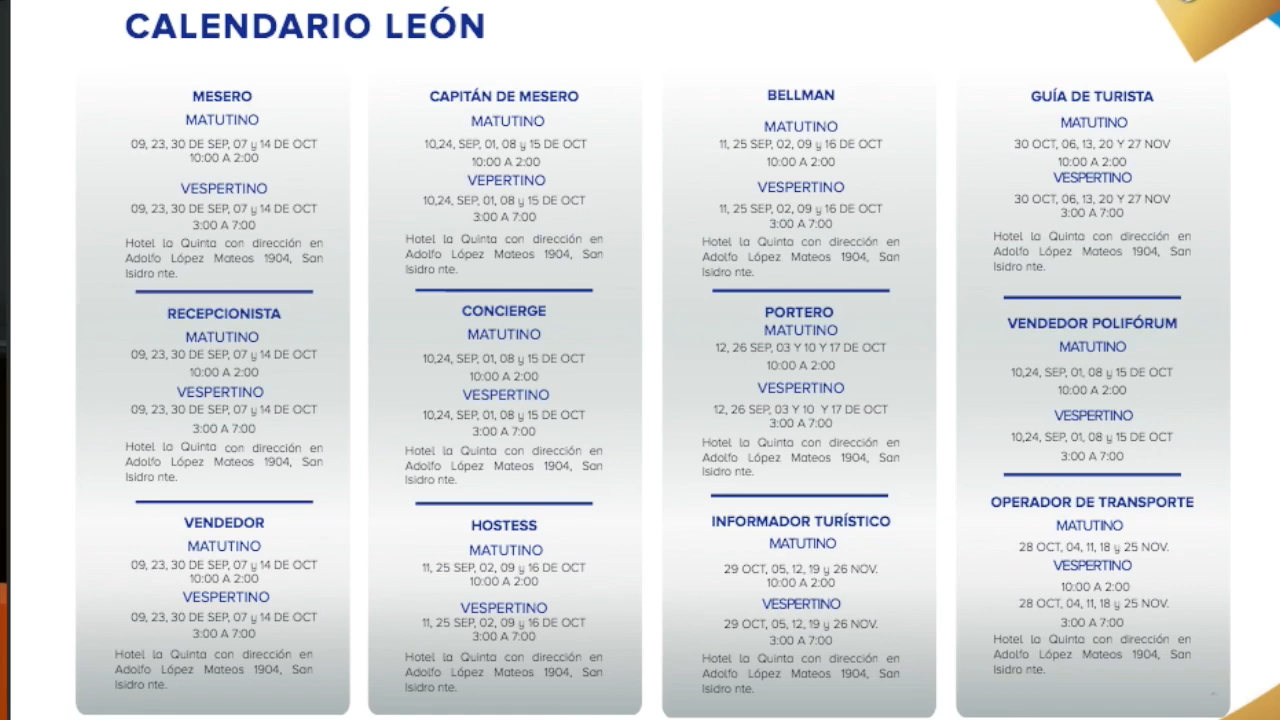 CALENDARIO LEÓN
MESERO
MATUTINO
09, 23, 30 DE SEP, 07 y 14 DE OCT
10:00 A 2:00
VESPERTINO
09, 23, 30 DE SEP, 07 y 14 DE OCT
3:00 A 7:00
Hotel la Quinta con dirección en
Adolfo López Mateos 1904, San
Isidro nte.
RECEPCIONISTA
MATUTINO
09, 23, 30 DE SEP, 07 y 14 DE OCT
10:00 A 2:00
VESPERTINO
09, 23, 30 DE SEP, 07 y 14 DE OCT
3:00 A 7:00
Hotel la Quinta con dirección en
Adolfo López Mateos 1904, San
Isidro nte.
VENDEDOR
MATUTINO
09, 23, 30 DE SEP, 07 y 14 DE OCT
10:00 A 2:00
VESPERTINO
09, 23, 30 DE SEP, 07 y 14 DE OCT
3:00 A 7:00
Hotel la Quinta con dirección en
Adolfo López Mateos 1904, San
Isidro nte.
CAPITÁN DE MESERO
MATUTINO
10,24, SEP, 01, 08 y 15 DE OCT
10:00 A 2:00
VEPERTINO
10,24, SEP, 01, 08 y 15 DE OCT
3:00 A 7:00
Hotel la Quinta con dirección en
Adolfo López Mateos 1904, San
Isidro nte.
CONCIERGE
MATUTINO
10,24, SEP, 01, 08 y 15 DE OCT
10:00 A 2:00
VESPERTINO
10,24, SEP, 01, 08 y 15 DE OCT
3:00 A 7:00
Hotel la Quinta con dirección en
Adolfo López Mateos 1904, San
Isidro nte.
HOSTESS
MATUTINO
11, 25 SEP, 02, 09 y 16 DE OCT
10:00 A 2:00
VESPERTINO
11, 25 SEP, 02, 09 y 16 DE OCT
3:00 A 7:00
Hotel la Quinta con dirección en
Adolfo López Mateos 1904, San
Isidro nte.
BELLMAN
MATUTINO
11, 25 SEP, 02, 09 y 16 DE OCT
10:00 A 2:00
VESPERTINO
11, 25 SEP, 02, 09 y 16 DE OCT
3:00 A 7:00
Hotel la Quinta con dirección en
Adolfo López Mateos 1904, San
Isidro nte.
PORTERO
MATUTINO
12, 26 SEP, 03 Y 10 Y 17 DE OCT
10:00 A 2:00
VESPERTINO
12, 26 SEP, 03 Y 10 Y 17 DE OCT
3:00 A 7:00
Hotel la Quinta con dirección en
Adolfo López Mateos 1904, San
Isidro nte.
INFORMADOR TURÍSTICO
MATUTINO
29 OCT, 05, 12, 19 y 26 NOV.
10:00 A 2:00
VESPERTINO
29 OCT, 05, 12, 19 y 26 NOV.
3:00 A 7:00
Hotel la Quinta con dirección en
Adolfo López Mateos 1904, San
Isidro nte.
GUÍA DE TURISTA
MATUTINO
30 OCT, 06, 13, 20 Y 27 NOV
10:00 A 2:00
VESPERTINO
30 OCT, 06, 13, 20 Y 27 NOV
3:00 A 7:00
Hotel la Quinta con dirección en
Adolfo López Mateos 1904, San
Isidro nte.
VENDEDOR POLIFÓRUM
MATUTINO
10,24, SEP, 01, 08 y 15 DE OCT
10:00 A 2:00
VESPERTINO
10,24, SEP, 01, 08 y 15 DE OCT
3:00 A 7:00
OPERADOR DE TRANSPORTE
MATUTINO
28 OCT, 04, 11, 18 y 25 NOV.
VESPERTINO
10:00 A 2:00
28 OCT, 04, 11, 18 y 25 NOV.
3:00 A 7:00
Hotel la Quinta con dirección en
Adolfo López Mateos 1904, San
Isidro nte.